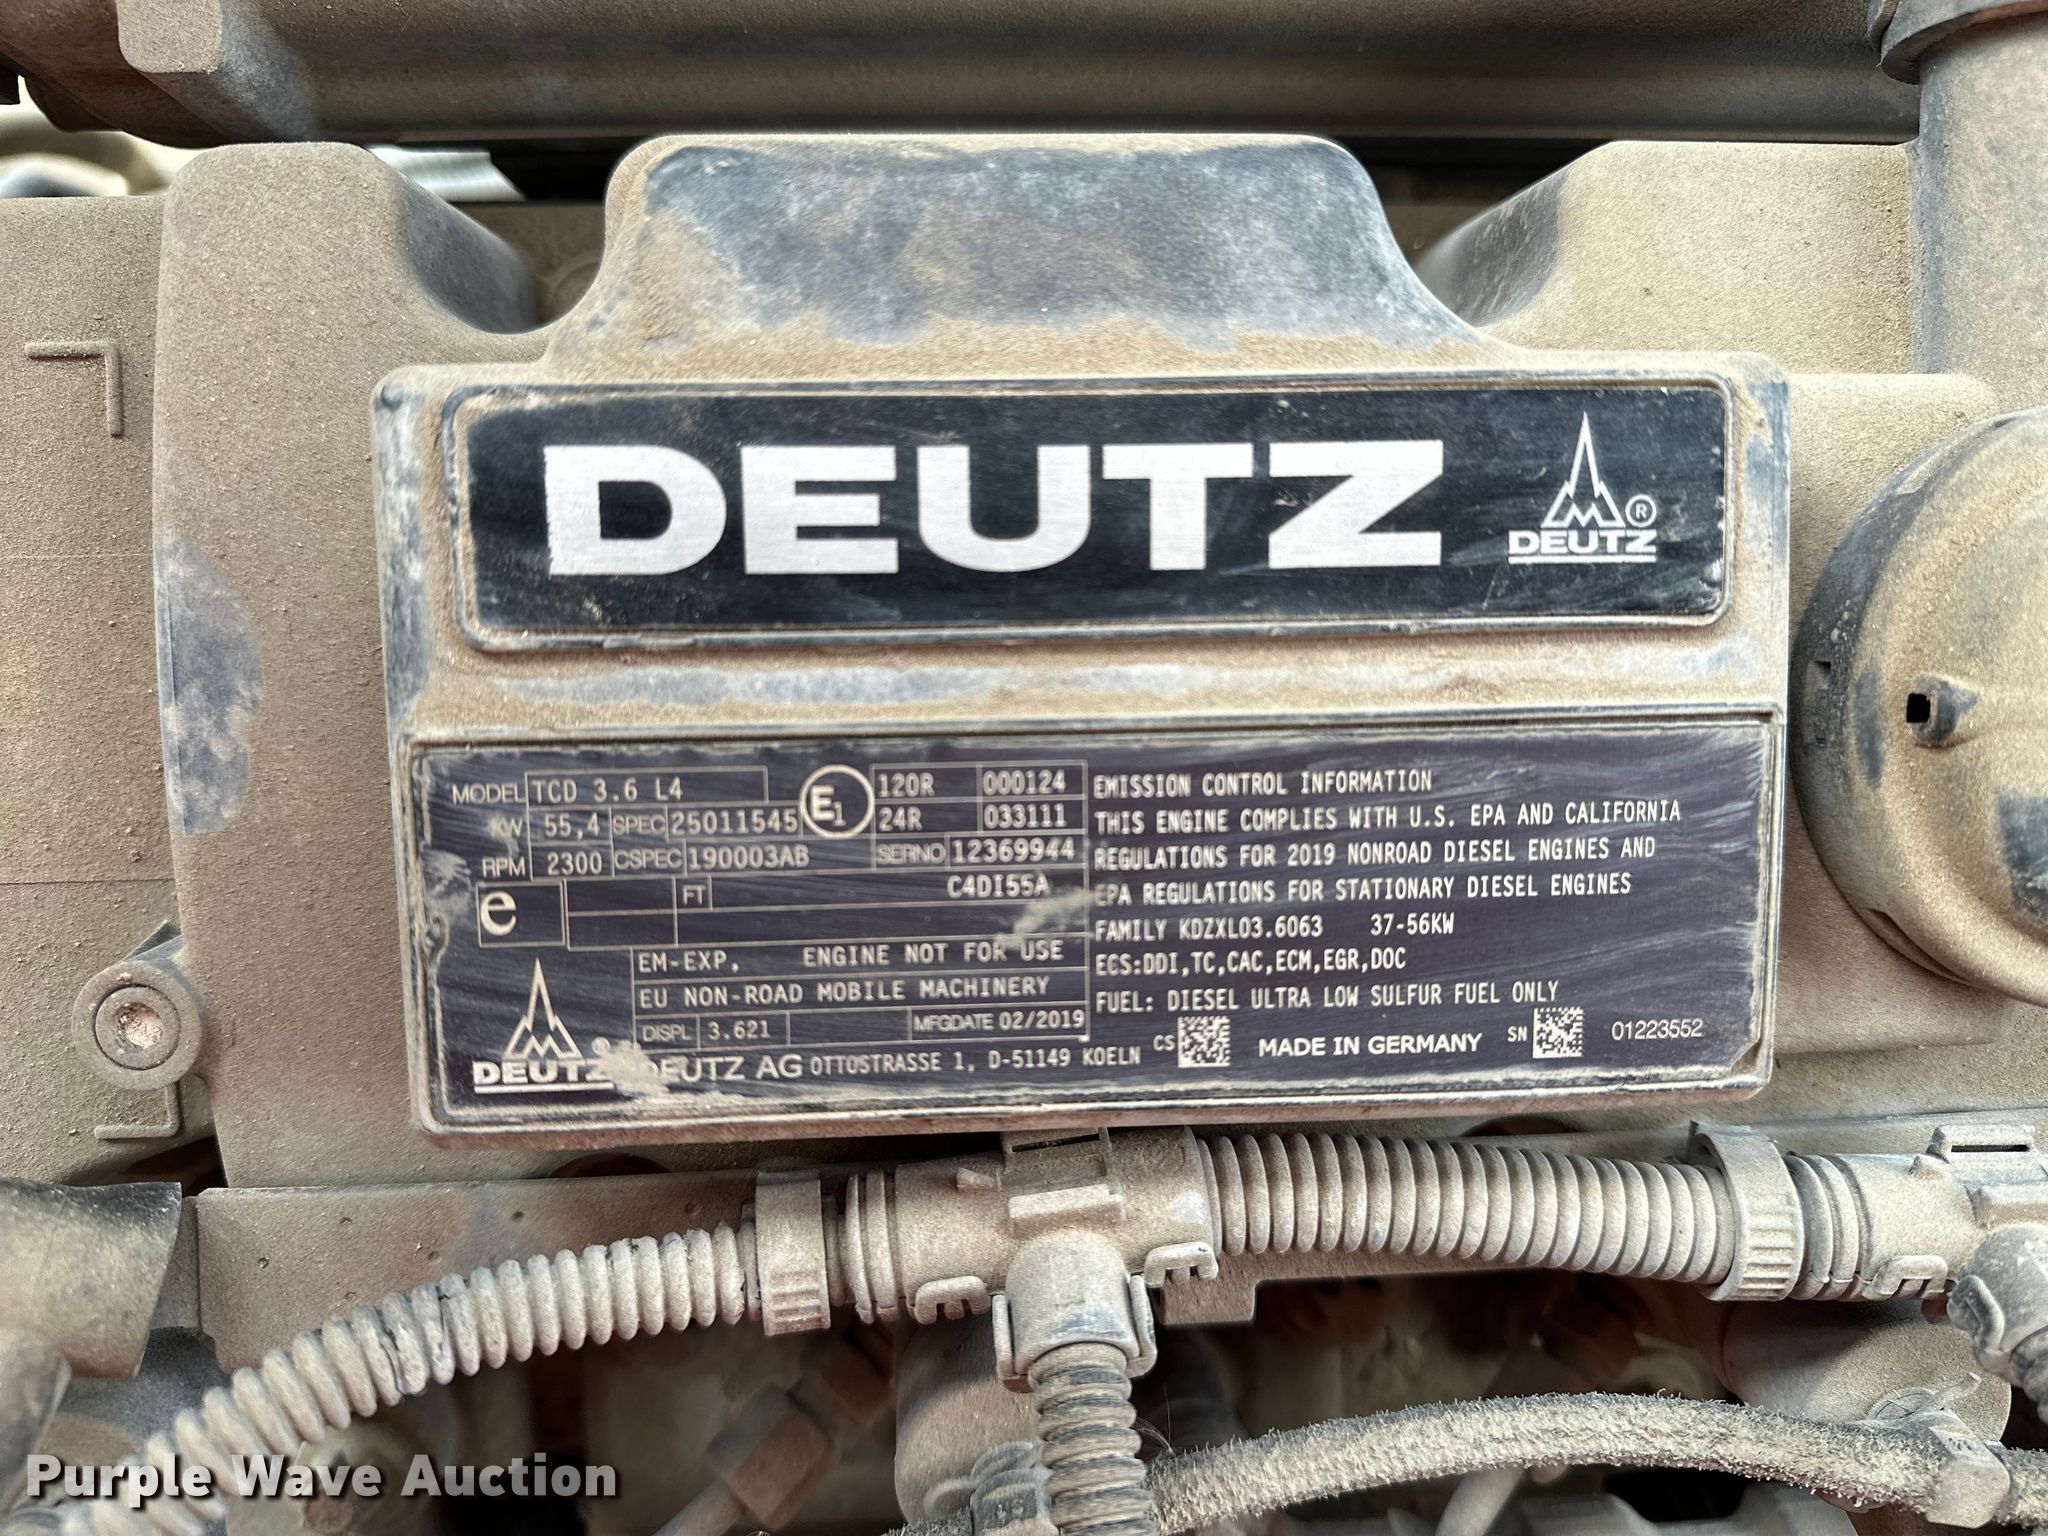 DEUTZ
®
DEUTZ
MODEL TCD 3.6 L4
KW 55,4 SPEC 25011545
RPM 2300 CSPEC 190003AB
E1
120R 000124
24R 033111
SERNO 12369944
e FT C4DI55A
EM-EXP. ENGINE NOT FOR USE
EU NON-ROAD MOBILE MACHINERY
DISPL 3.621 MFGDATE 02/2019
®
DEUTZ
DEUTZ AG OTTOSTRASSE 1, D-51149 KOELN
EMISSION CONTROL INFORMATION
THIS ENGINE COMPLIES WITH U.S. EPA AND CALIFORNIA
REGULATIONS FOR 2019 NONROAD DIESEL ENGINES AND
EPA REGULATIONS FOR STATIONARY DIESEL ENGINES
FAMILY KDZXL03.6063 37-56KW
ECS:DDI,TC,CAC,ECM,EGR,DOC
FUEL: DIESEL ULTRA LOW SULFUR FUEL ONLY
CS MADE IN GERMANY SN 01223552
Purple Wave Auction